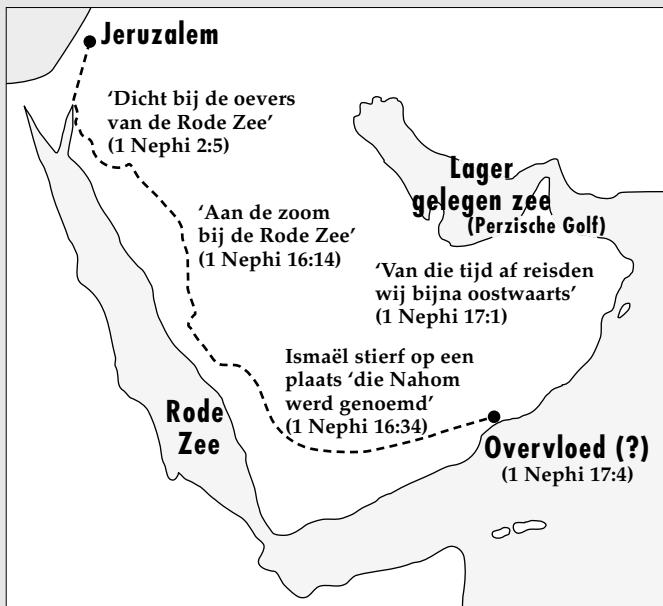 Jeruzalem
‘Dicht bij de oevers
van de Rode Zee’
(1 Nephi 2:5)
Lager
gelegen zee
(Perzische Golf)
‘Aan de zoom
bij de Rode Zee’
(1 Nephi 16:14)
‘Van die tijd af reisden
wij bijna oostwaarts’
(1 Nephi 17:1)
Ismaël stierf op een
plaats ‘die Nahom
werd genoemd’
(1 Nephi 16:34)
Rode
Zee
Overvloed (?)
(1 Nephi 17:4)